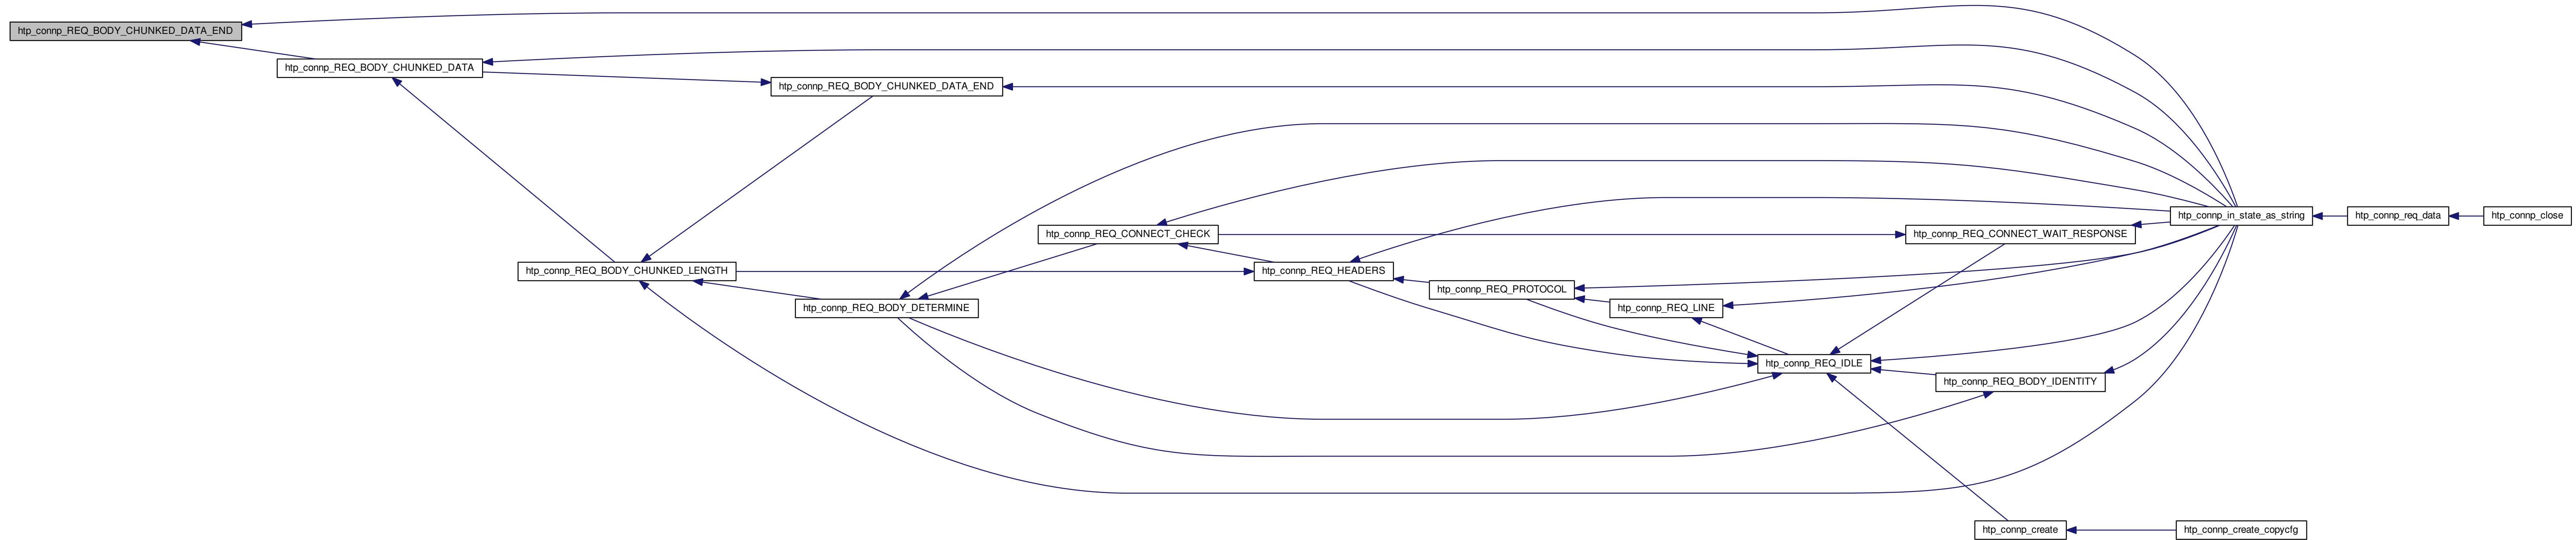 htp_connp_REQ_BODY_CHUNKED_DATA_END
htp_connp_REQ_BODY_CHUNKED_DATA
htp_connp_REQ_BODY_CHUNKED_DATA_END
htp_connp_in_state_as_string
htp_connp_req_data
htp_connp_close
htp_connp_REQ_CONNECT_CHECK
htp_connp_REQ_CONNECT_WAIT_RESPONSE
htp_connp_REQ_BODY_CHUNKED_LENGTH
htp_connp_REQ_HEADERS
htp_connp_REQ_PROTOCOL
htp_connp_REQ_BODY_DETERMINE
htp_connp_REQ_LINE
htp_connp_REQ_IDLE
htp_connp_REQ_BODY_IDENTITY
htp_connp_create
htp_connp_create_copycfg